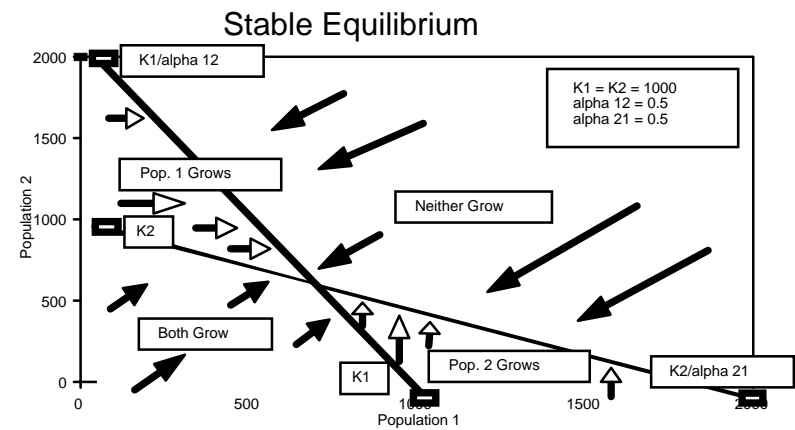 Stable Equilibrium
2000
K1/alpha 12
K1 = K2 = 1000
alpha 12 = 0.5
alpha 21 = 0.5
1500
Pop. 1 Grows
Neither Grow
Population 2
1000
K2
500
Both Grow
Pop. 2 Grows
K1
K2/alpha 21
0
0
500
1000
1500
2000
Population 1